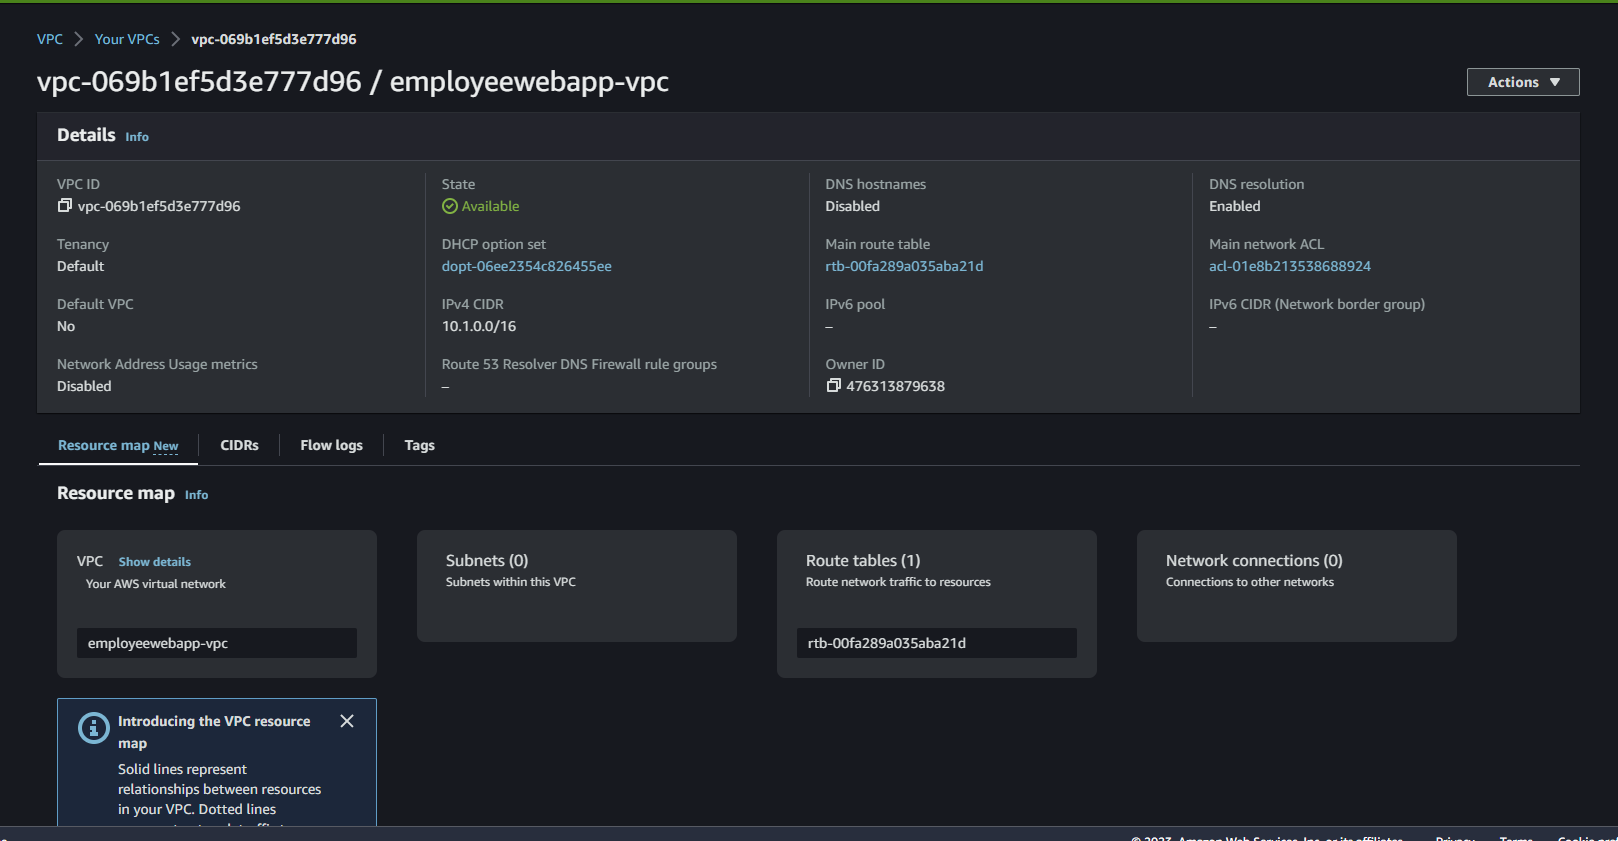 VPC > Your VPCs > vpc-069b1ef5d3e777d96
vpc-069b1ef5d3e777d96 / employeewebapp-vpc
Actions ▼
Details Info
VPC ID
vpc-069b1ef5d3e777d96
State
Available
DNS hostnames
Disabled
DNS resolution
Enabled
Tenancy
Default
DHCP option set
dopt-06ee2354c826455ee
Main route table
rtb-00fa289a035aba21d
Main network ACL
acl-01e8b213538688924
Default VPC
No
IPv4 CIDR
10.1.0.0/16
IPv6 pool
–
IPv6 CIDR (Network border group)
–
Network Address Usage metrics
Disabled
Route 53 Resolver DNS Firewall rule groups
–
Owner ID
476313879638
Resource map New
CIDRs
Flow logs
Tags
Resource map Info
VPC Show details
Your AWS virtual network
employeewebapp-vpc
Subnets (0)
Subnets within this VPC
Route tables (1)
Route network traffic to resources
rtb-00fa289a035aba21d
Network connections (0)
Connections to other networks
Introducing the VPC resource
map
Solid lines represent
relationships between resources
in your VPC. Dotted lines
© 2023, Amazon Web Services, Inc. or its affiliates.
Privacy
Terms